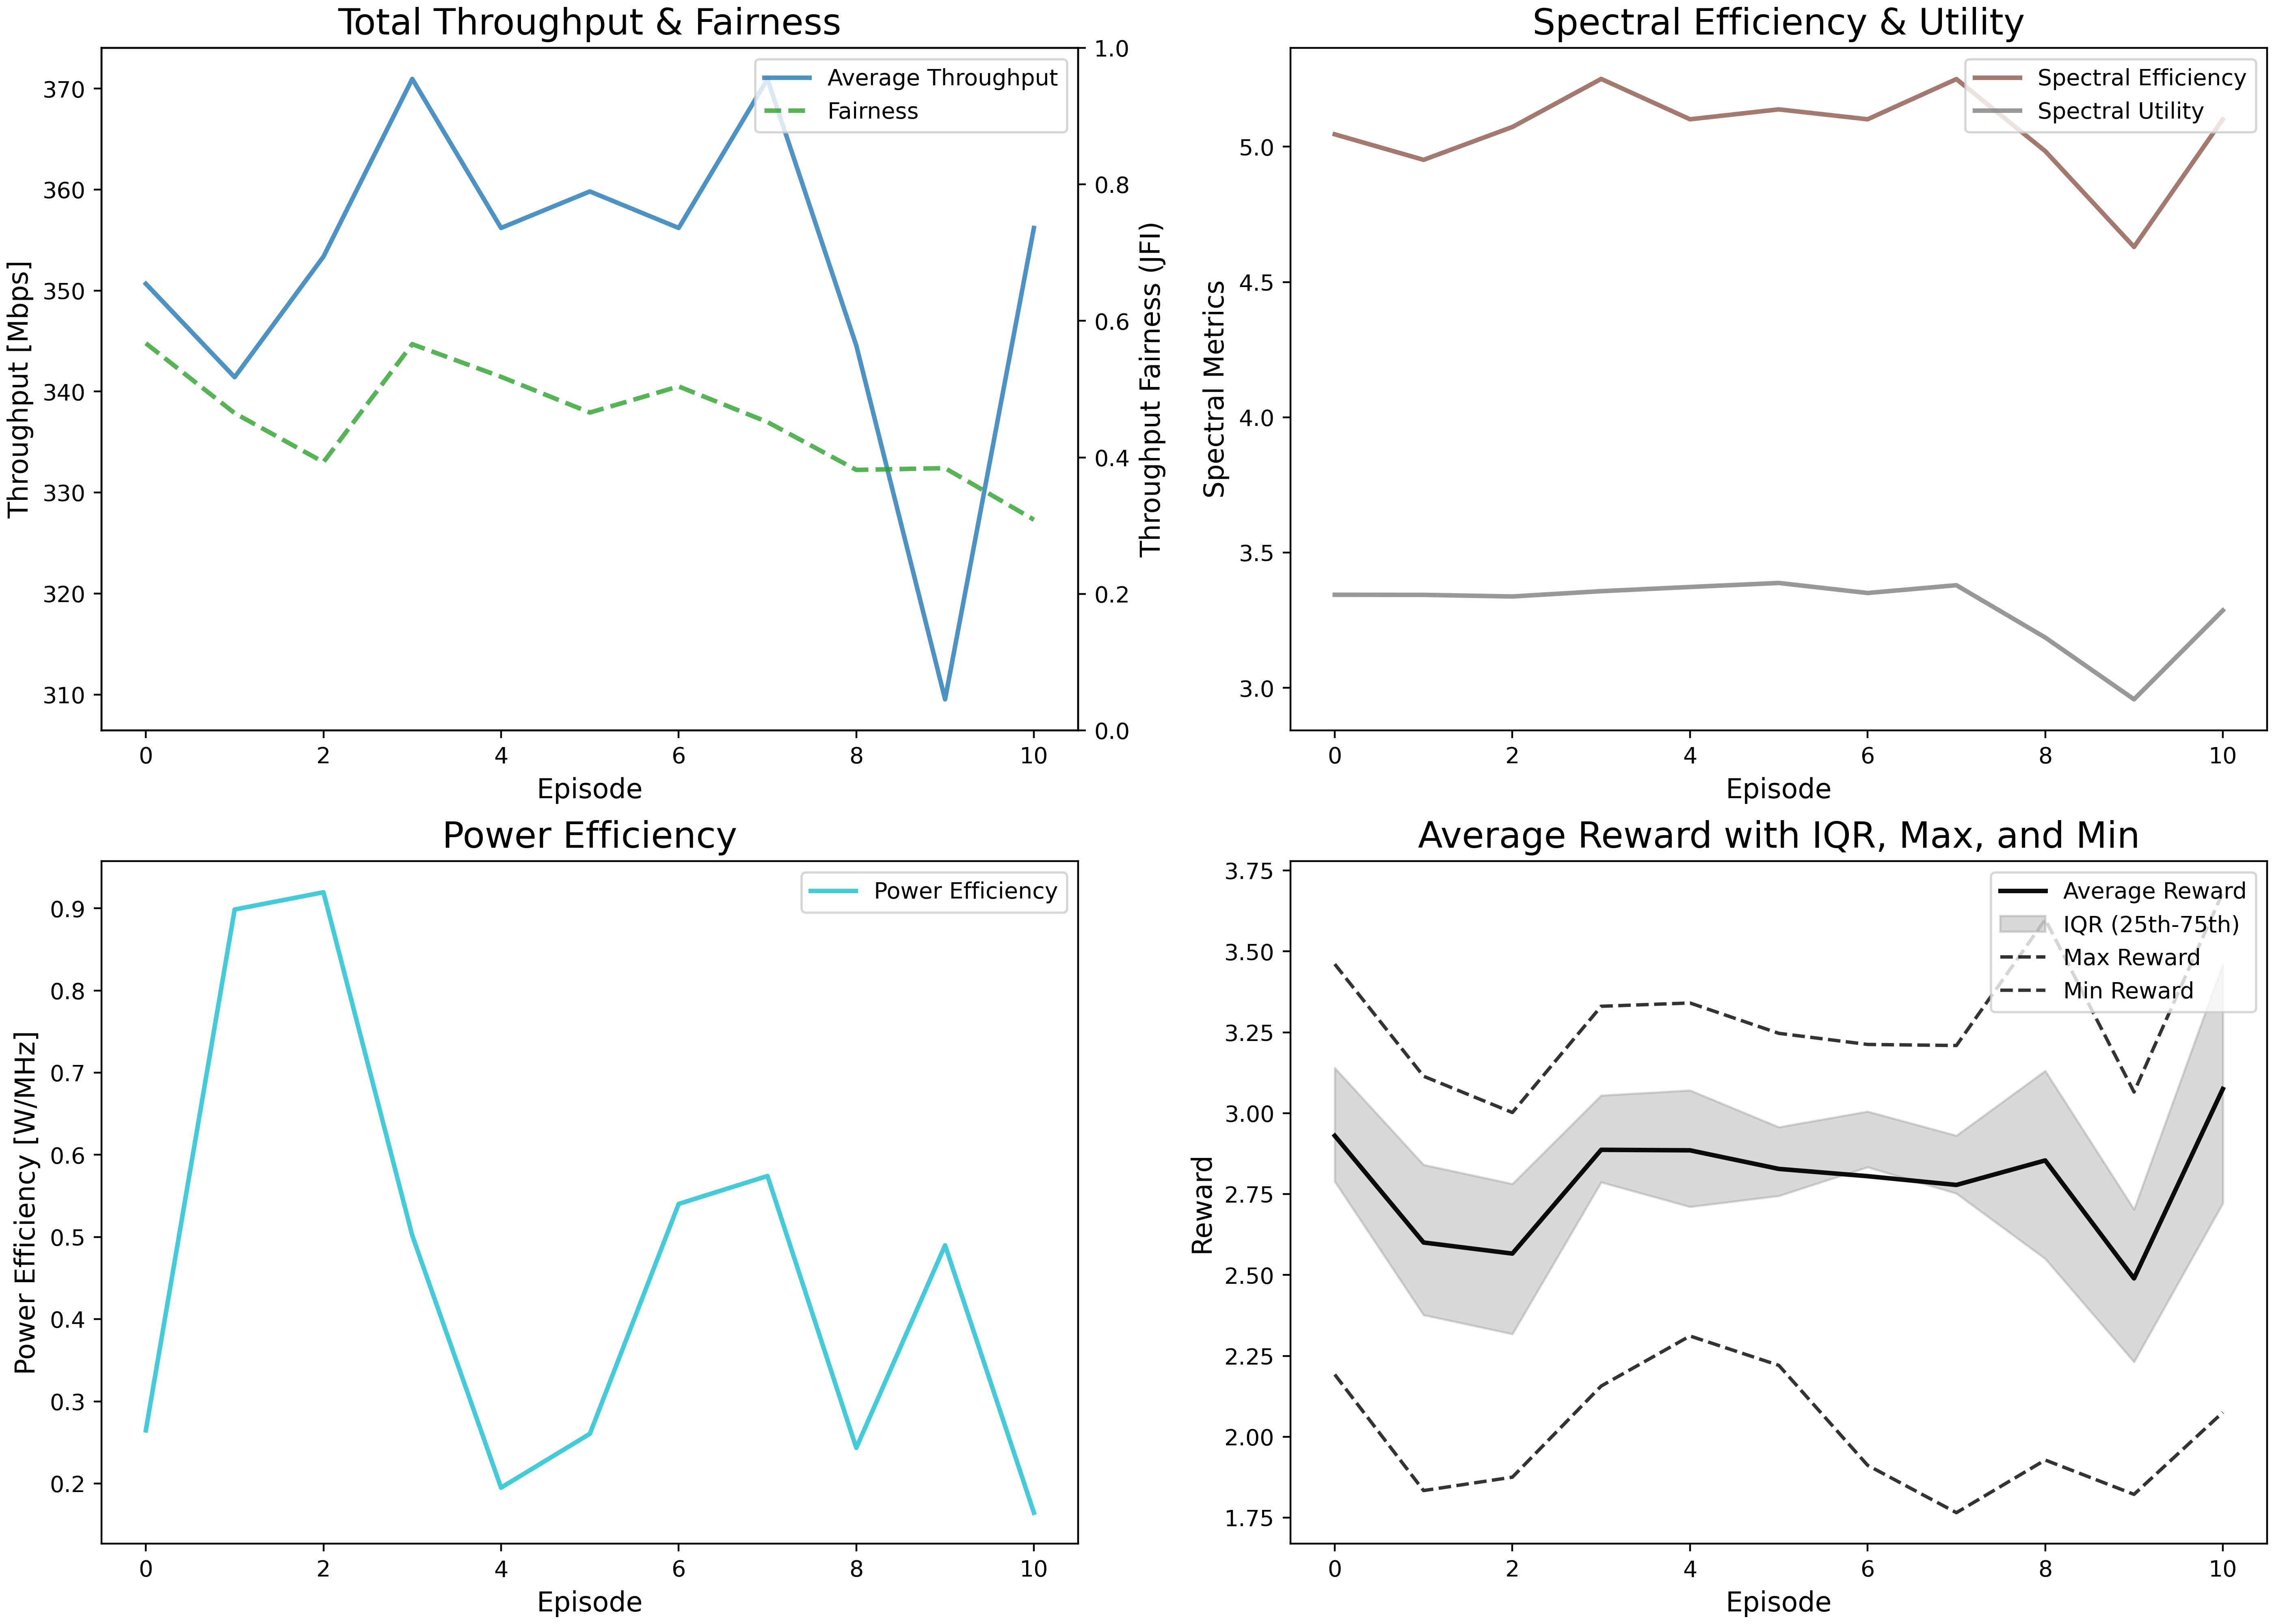 Total Throughput & Fairness
Throughput [Mbps]
370
360
350
340
330
320
310
1.0
0.8
0.6
0.4
0.2
0.0
Throughput Fairness (JFI)
Average Throughput
Fairness
0 2 4 6 8 10
Episode
Spectral Efficiency & Utility
Spectral Metrics
5.0
4.5
4.0
3.5
3.0
Spectral Efficiency
Spectral Utility
0 2 4 6 8 10
Episode
Power Efficiency
Power Efficiency [W/MHz]
0.9
0.8
0.7
0.6
0.5
0.4
0.3
0.2
Power Efficiency
0 2 4 6 8 10
Episode
Average Reward with IQR, Max, and Min
Reward
3.75
3.50
3.25
3.00
2.75
2.50
2.25
2.00
1.75
Average Reward
IQR (25th-75th)
Max Reward
Min Reward
0 2 4 6 8 10
Episode